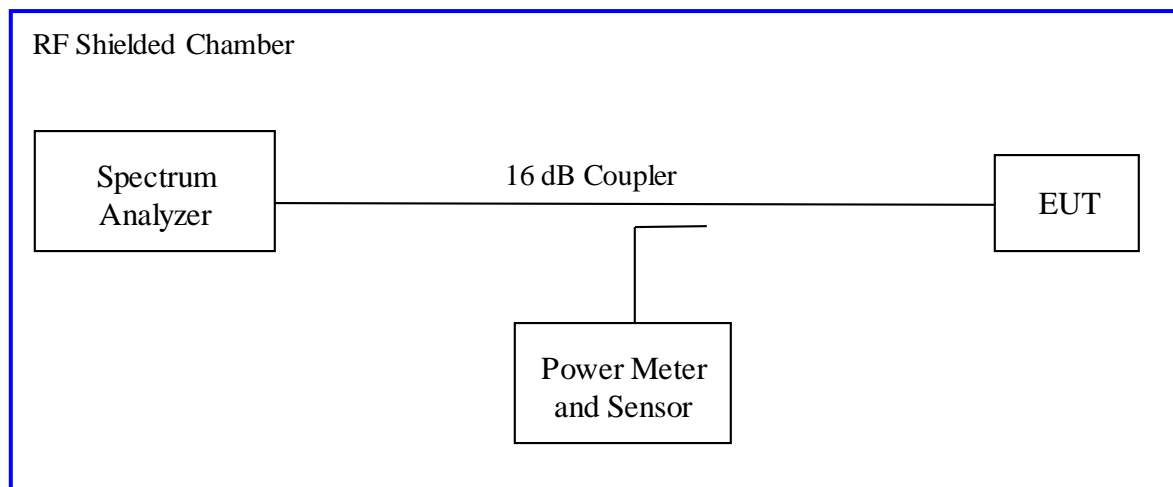 RF Shielded Chamber
Spectrum
Analyzer
16 dB Coupler
EUT
Power Meter
and Sensor